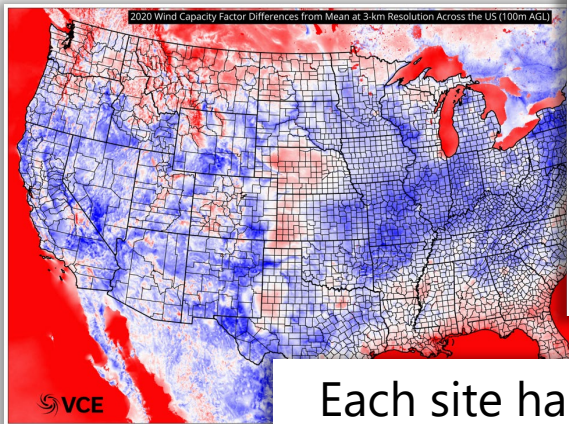 2020 Wind Capacity Factor Differences from Mean at 3-km Resolution Across the US (100m AGL)
VCE
Each site ha